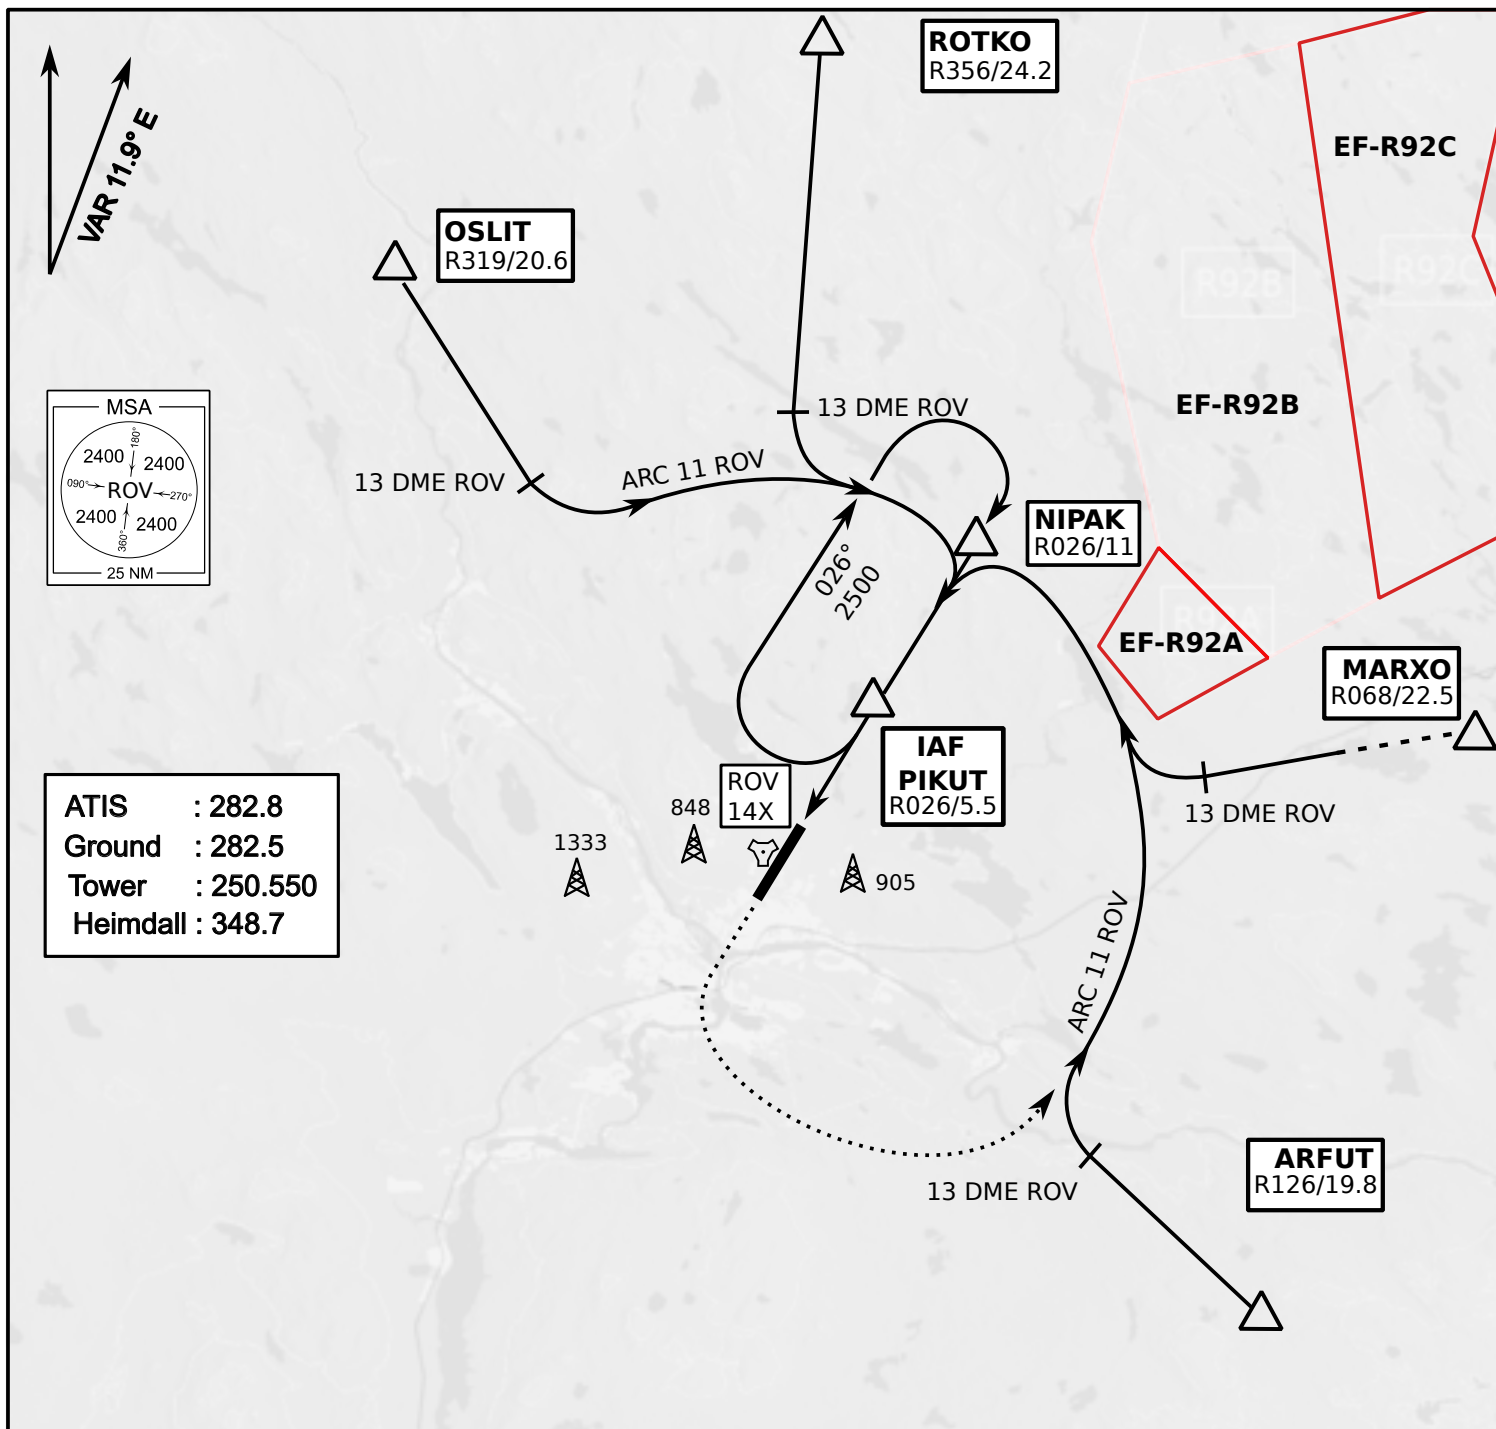 ROTKO
R356/24.2
VAR 11.9° E
EF-R92C
OSLIT
R319/20.6
R92B
R92C
MSA
180°
2400
2400
090°
ROV
270°
2400
2400
360°
25 NM
13 DME ROV
EF-R92B
ARC 11 ROV
13 DME ROV
NIPAK
R026/11
026°
2500
R92A
EF-R92A
MARXO
R068/22.5
IAF
PIKUT
R026/5.5
ROV
14X
848
1333
905
13 DME ROV
ATIS : 282.8
Ground : 282.5
Tower : 250.550
Heimdall : 348.7
ARC 11 ROV
13 DME ROV
ARFUT
R126/19.8